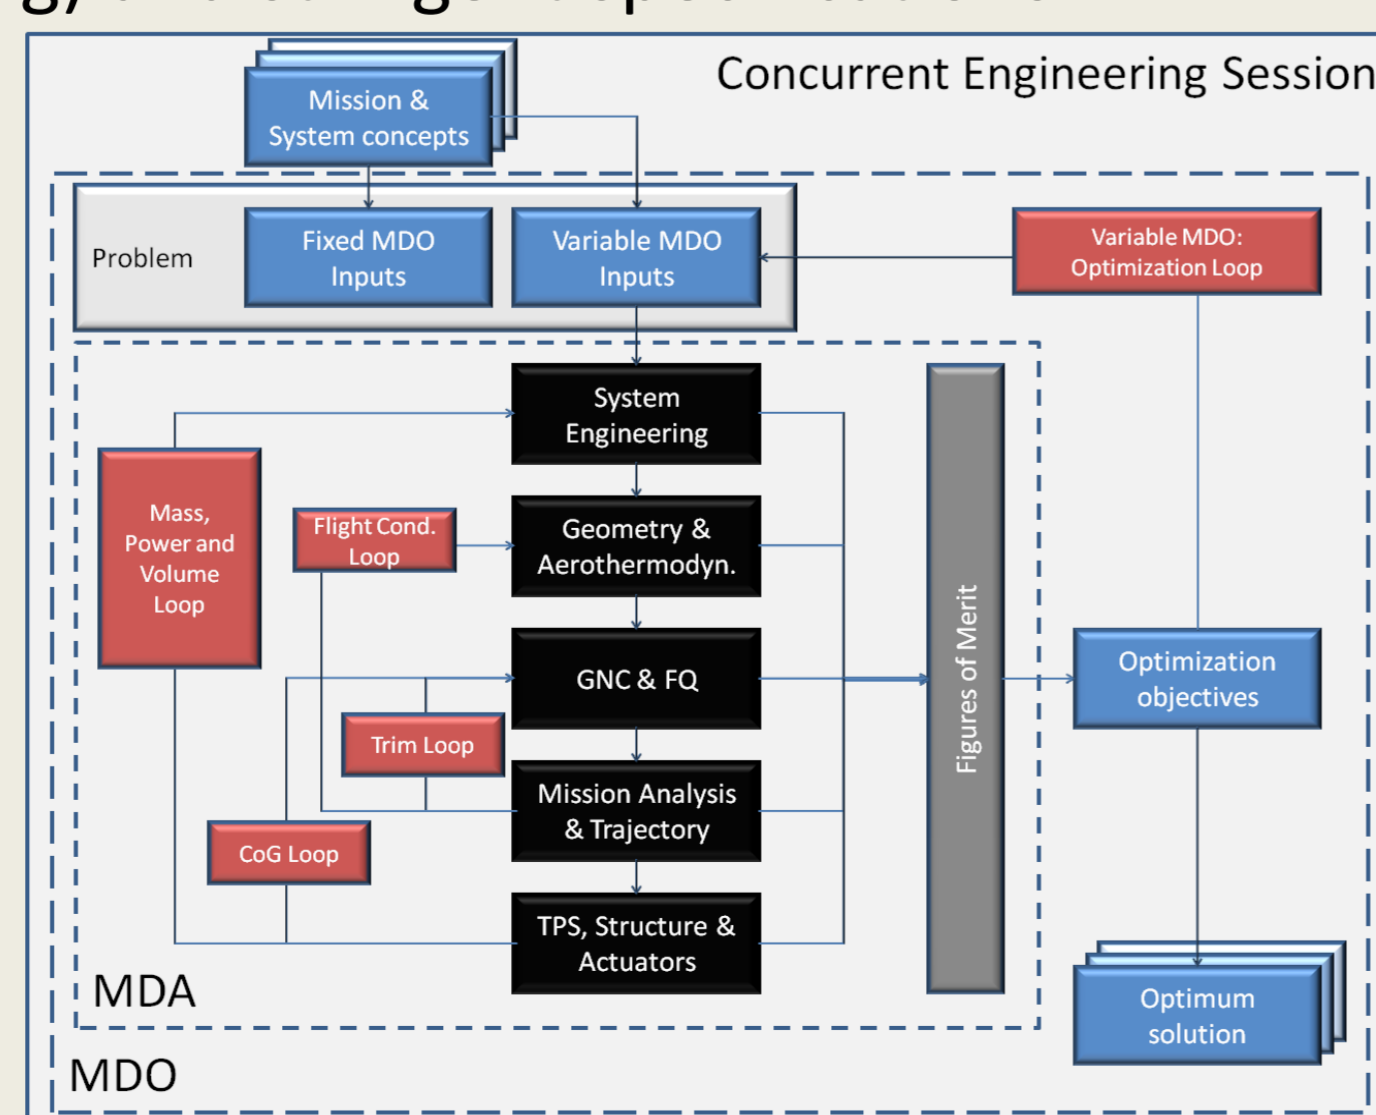 Concurrent Engineering Session
Mission &
System concepts
Problem
Fixed MDO
Inputs
Variable MDO
Inputs
Variable MDO:
Optimization Loop
System
Engineering
Mass,
Power and
Volume
Loop
Flight Cond.
Loop
Geometry &
Aerothermodyn.
GNC & FQ
Trim Loop
Mission Analysis
& Trajectory
CoG Loop
TPS, Structure &
Actuators
Figures of Merit
Optimization
objectives
Optimum
solution
MDA
MDO